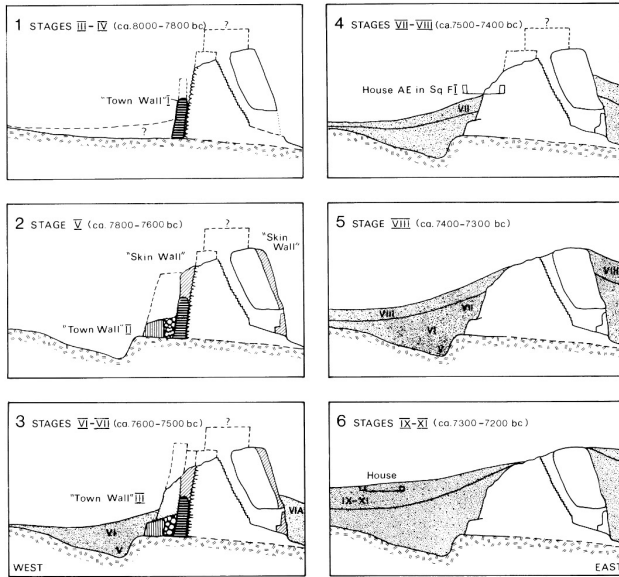 1 STAGES III-IV (ca. 8000-7800 bc)
?
"Town Wall" I
?
2 STAGE V (ca. 7800-7600 bc)
?
"Skin Wall"
"Skin Wall"
"Town Wall" II
3 STAGES VI-VII (ca. 7600-7500 bc)
?
"Town Wall" III
VI
V
VIA
WEST
4 STAGES VII-VIII (ca. 7500-7400 bc)
?
House AE in Sq FI
VII
5 STAGE VIII (ca. 7400-7300 bc)
VIII
VIII
VII
VI
V
6 STAGES IX-XI (ca. 7300-7200 bc)
House
IX-XI
EAST